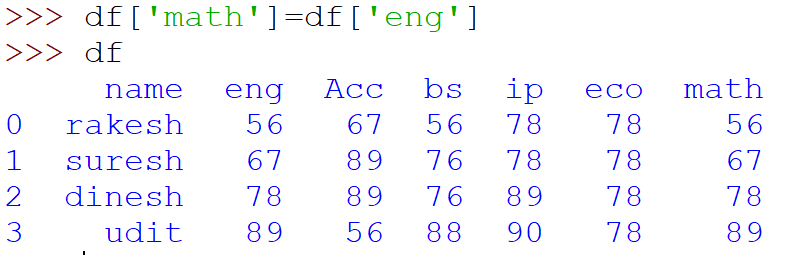 >>> df['math']=df['eng']
>>> df
name eng Acc bs ip eco math
0 rakesh 56 67 56 78 78 56
1 suresh 67 89 76 78 78 67
2 dinesh 78 89 76 89 78 78
3 udit 89 56 88 90 78 89